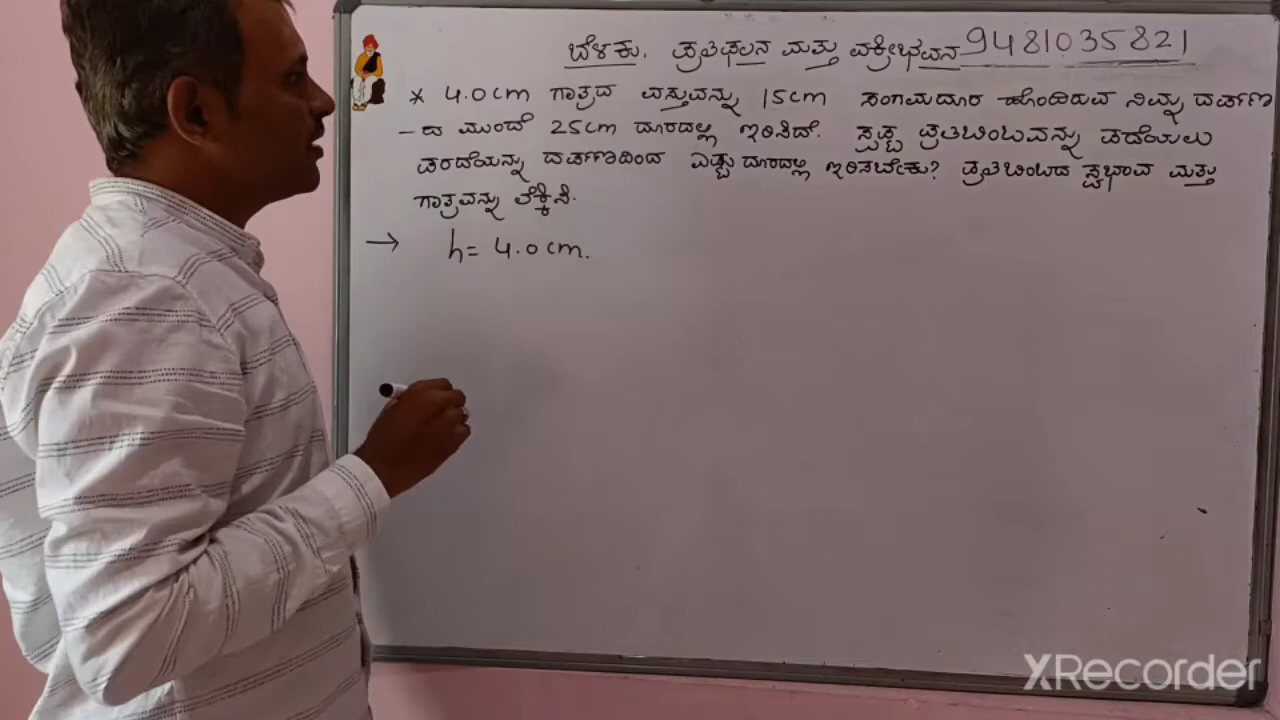 ಬೆಳಕು. ಪ್ರತಿಫಲನ ಮತ್ತು ವಕ್ರೀಭವನ 9481035821
* 4.0cm ಗಾತ್ರದ ವಸ್ತುವನ್ನು 15cm ಸಂಗಮದೂರ ಹೊಂದಿರುವ ನಿಮ್ನ ದರ್ಪಣ
-ದ ಮುಂದೆ 25cm ದೂರದಲ್ಲಿ ಇರಿಸಿದೆ. ಸ್ಪಷ್ಟ ಪ್ರತಿಬಿಂಬವನ್ನು ಪಡೆಯಲು
ಪರದೆಯನ್ನು ದರ್ಪಣದಿಂದ ಎಷ್ಟು ದೂರದಲ್ಲಿ ಇರಿಸಬೇಕು? ಪ್ರತಿಬಿಂಬದ ಸ್ವಭಾವ ಮತ್ತು
ಗಾತ್ರವನ್ನು ಲೆಕ್ಕಿಸಿ.
→ h= 4.0cm.
XRecorder